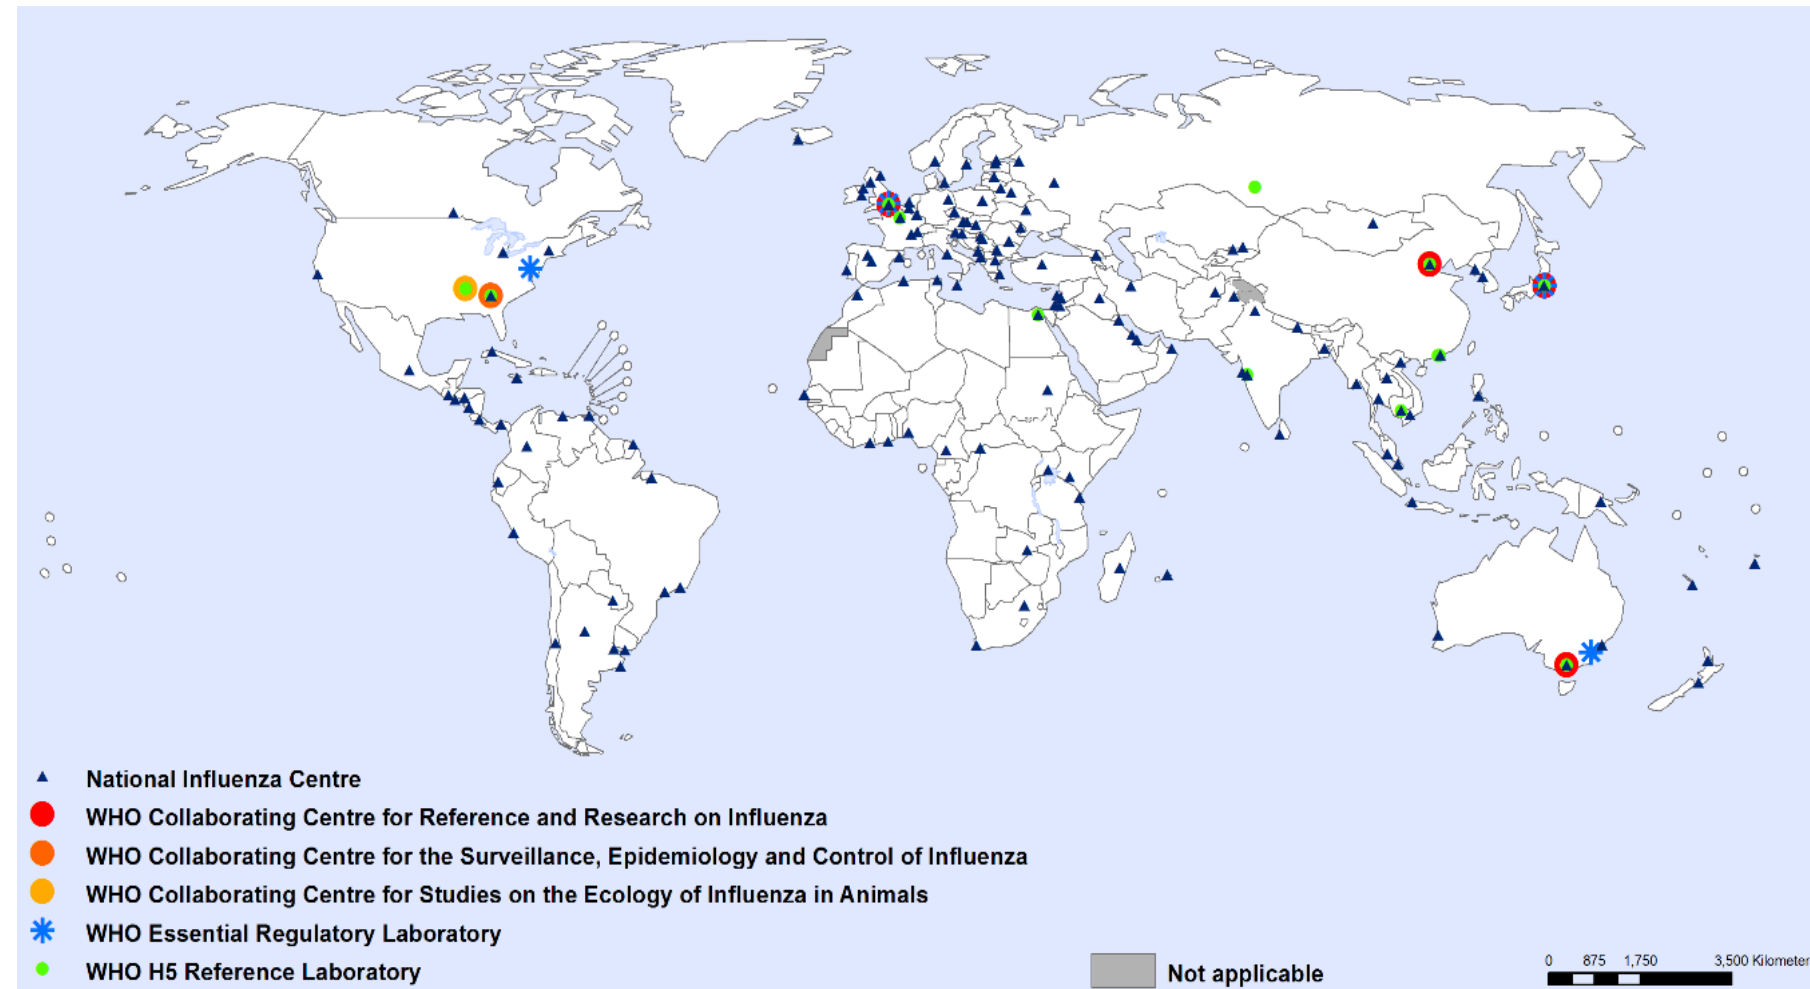 National Influenza Centre
WHO Collaborating Centre for Reference and Research on Influenza
WHO Collaborating Centre for the Surveillance, Epidemiology and Control of Influenza
WHO Collaborating Centre for Studies on the Ecology of Influenza in Animals
WHO Essential Regulatory Laboratory
WHO H5 Reference Laboratory
Not applicable
0 875 1,750 3,500 Kilometer